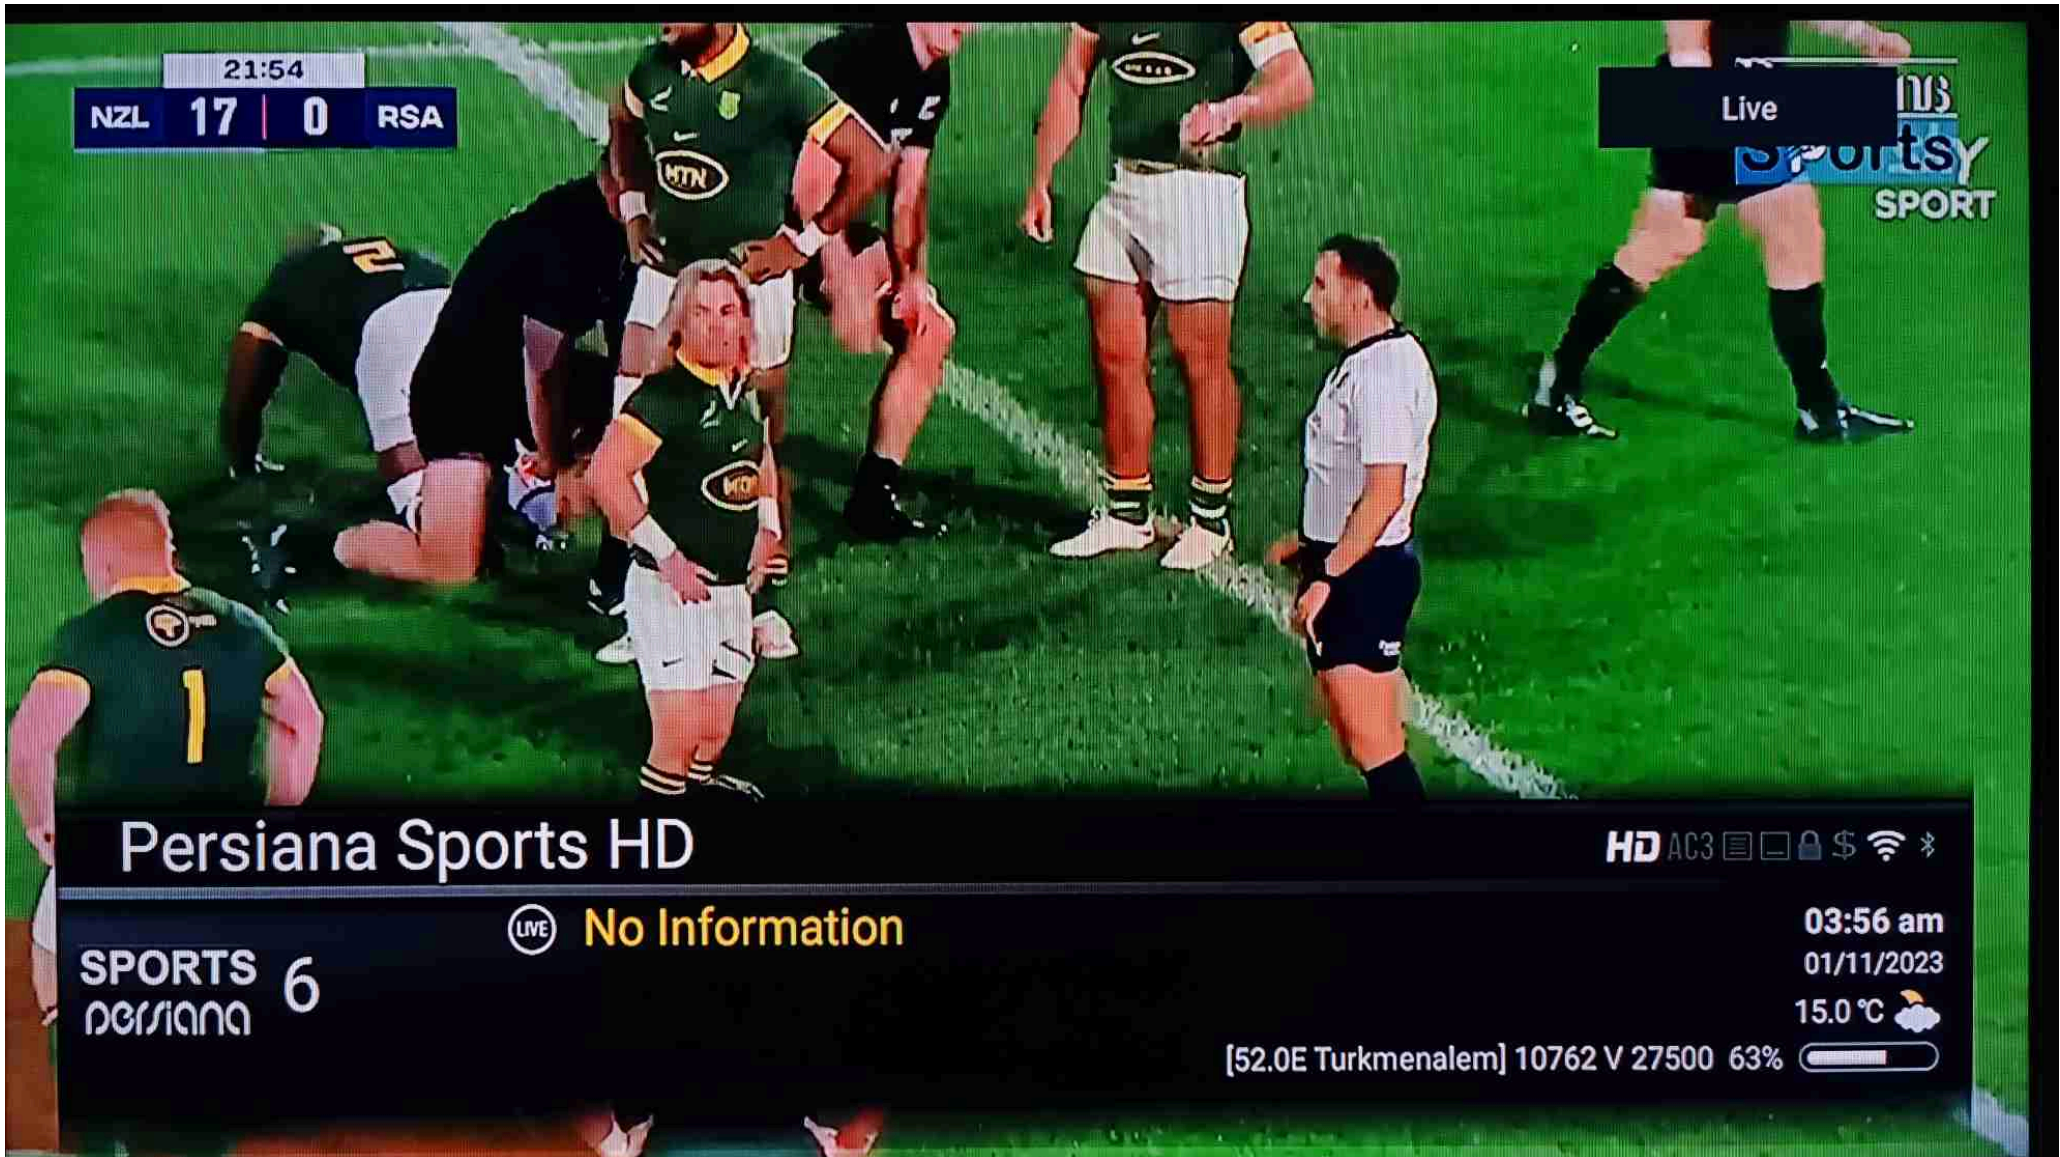 21:54
NZL 17 0 RSA
Live
Sports
SPORT
MTN
1
Persiana Sports HD
HD AC3 $
LIVE No Information
SPORTS
persiana
6
03:56 am
01/11/2023
15.0 °C
[52.0E Turkmenalem] 10762 V 27500 63%